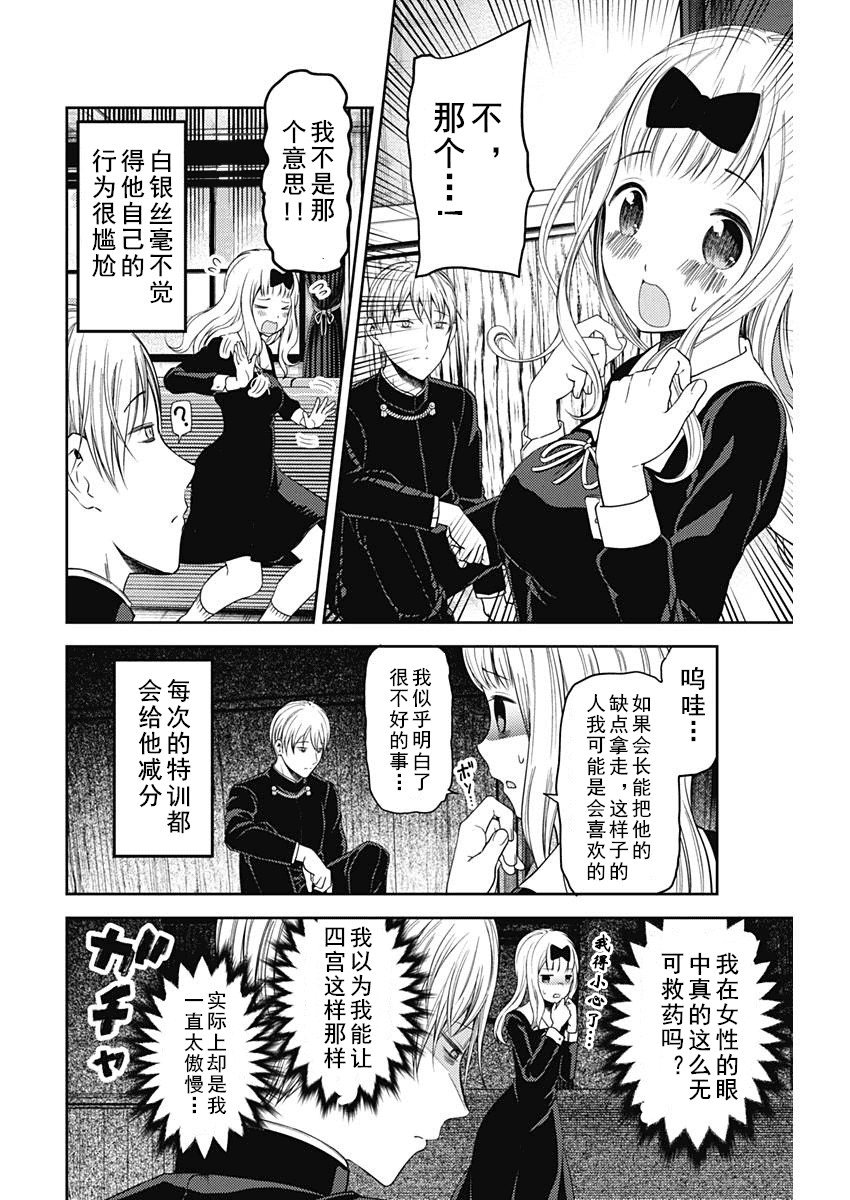 不，
那个…
我不是那
个意思!!
白银丝毫不觉
得他自己的
行为很尴尬
?
呜哇…
如果会长能把他的
缺点拿走，这样子的
人我可能是会喜欢的
ポッ…
我似乎明白了
很不好的事…
每次的特训都
会给他减分
我在女性的眼
中真的这么无
可救药吗?
我得小心了…
我以为我能让
四宫这样那样
实际上却是我
一直太傲慢…
ガチャ